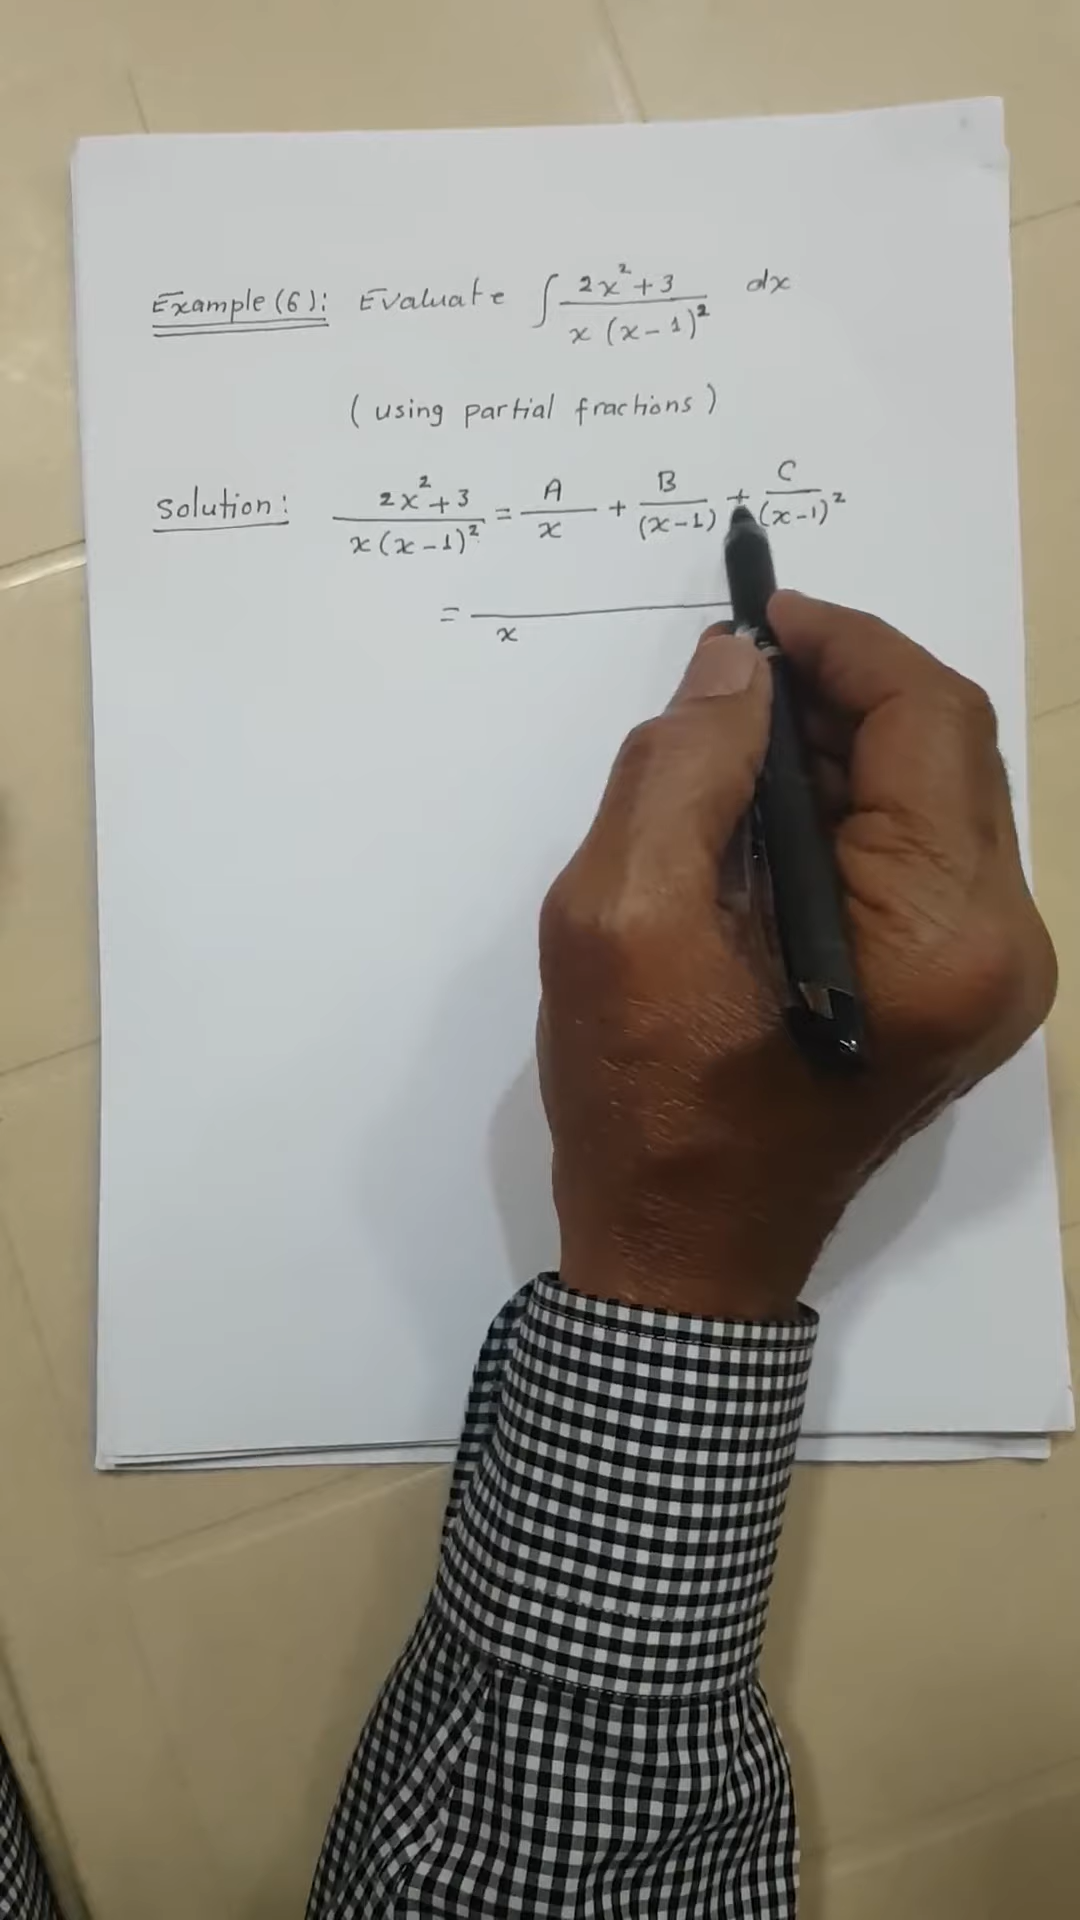 Example (6): Evaluate ∫ (2x² + 3) / (x (x - 1)²) dx
(using partial fractions)
Solution: (2x² + 3) / (x (x - 1)²) = A / x + B / (x - 1) + C / (x - 1)²
= / x